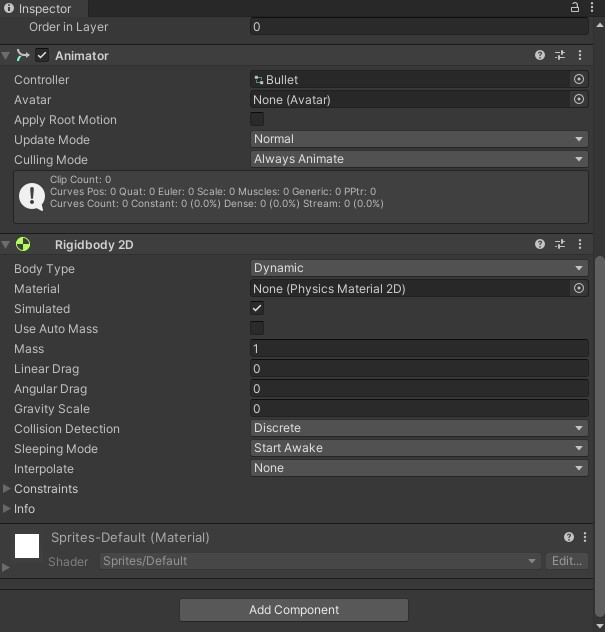 Inspector
Order in Layer 0
Animator
Controller Bullet
Avatar None (Avatar)
Apply Root Motion
Update Mode Normal
Culling Mode Always Animate
Clip Count: 0
Curves Pos: 0 Quat: 0 Euler: 0 Scale: 0 Muscles: 0 Generic: 0 PPtr: 0
Curves Count: 0 Constant: 0 (0.0%) Dense: 0 (0.0%) Stream: 0 (0.0%)
Rigidbody 2D
Body Type Dynamic
Material None (Physics Material 2D)
Simulated
Use Auto Mass
Mass 1
Linear Drag 0
Angular Drag 0
Gravity Scale 0
Collision Detection Discrete
Sleeping Mode Start Awake
Interpolate None
Constraints
Info
Sprites-Default (Material)
Shader Sprites/Default Edit...
Add Component